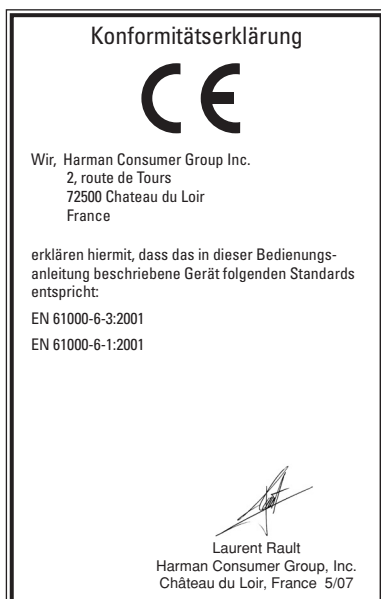 Konformitätserklärung
CE
Wir, Harman Consumer Group Inc.
2, route de Tours
72500 Chateau du Loir
France
erklären hiermit, dass das in dieser Bedienungs-
anleitung beschriebene Gerät folgenden Standards
entspricht:
EN 61000-6-3:2001
EN 61000-6-1:2001
Laurent Rault
Harman Consumer Group, Inc.
Château du Loir, France 5/07